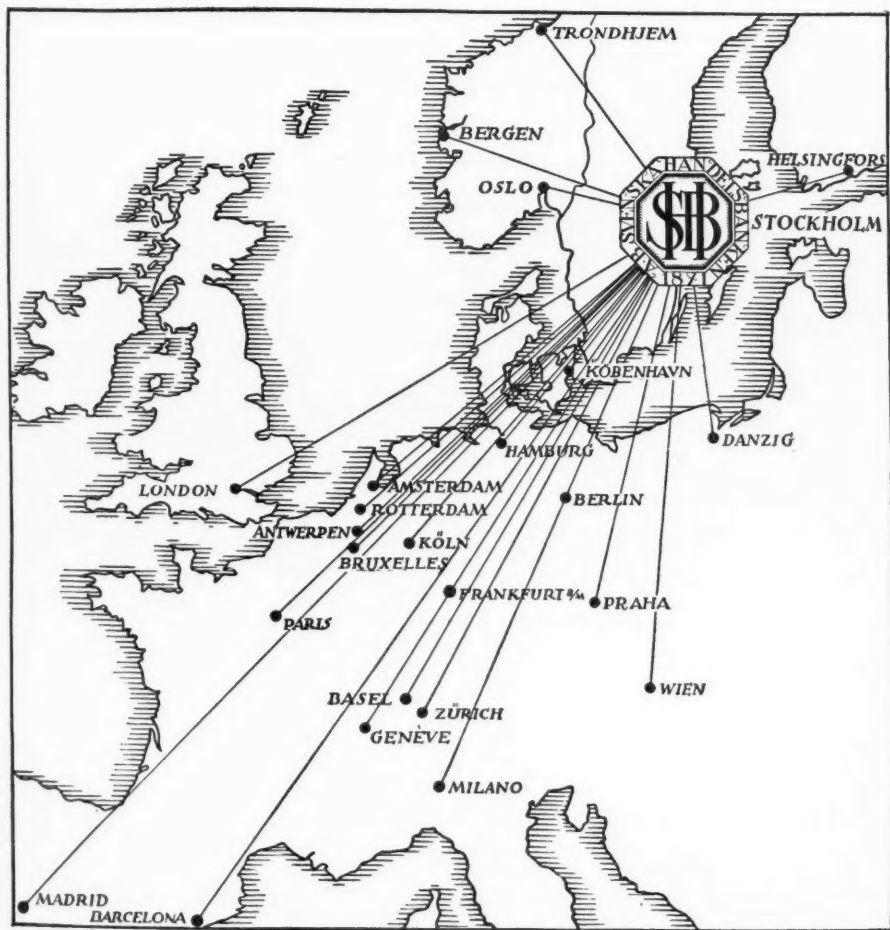 TRONDHJEM
BERGEN
HELSINGFORS
OSLO
AB. SVENSKA HANDELSBANKEN
SHB
1871
STOCKHOLM
KÖBENHAVN
DANZIG
HAMBURG
LONDON
AMSTERDAM
BERLIN
ROTTERDAM
ANTWERPEN
KÖLN
BRUXELLES
FRANKFURT a/M
PRAHA
PARIS
WIEN
BASEL
ZÜRICH
GENÈVE
MILANO
MADRID
BARCELONA